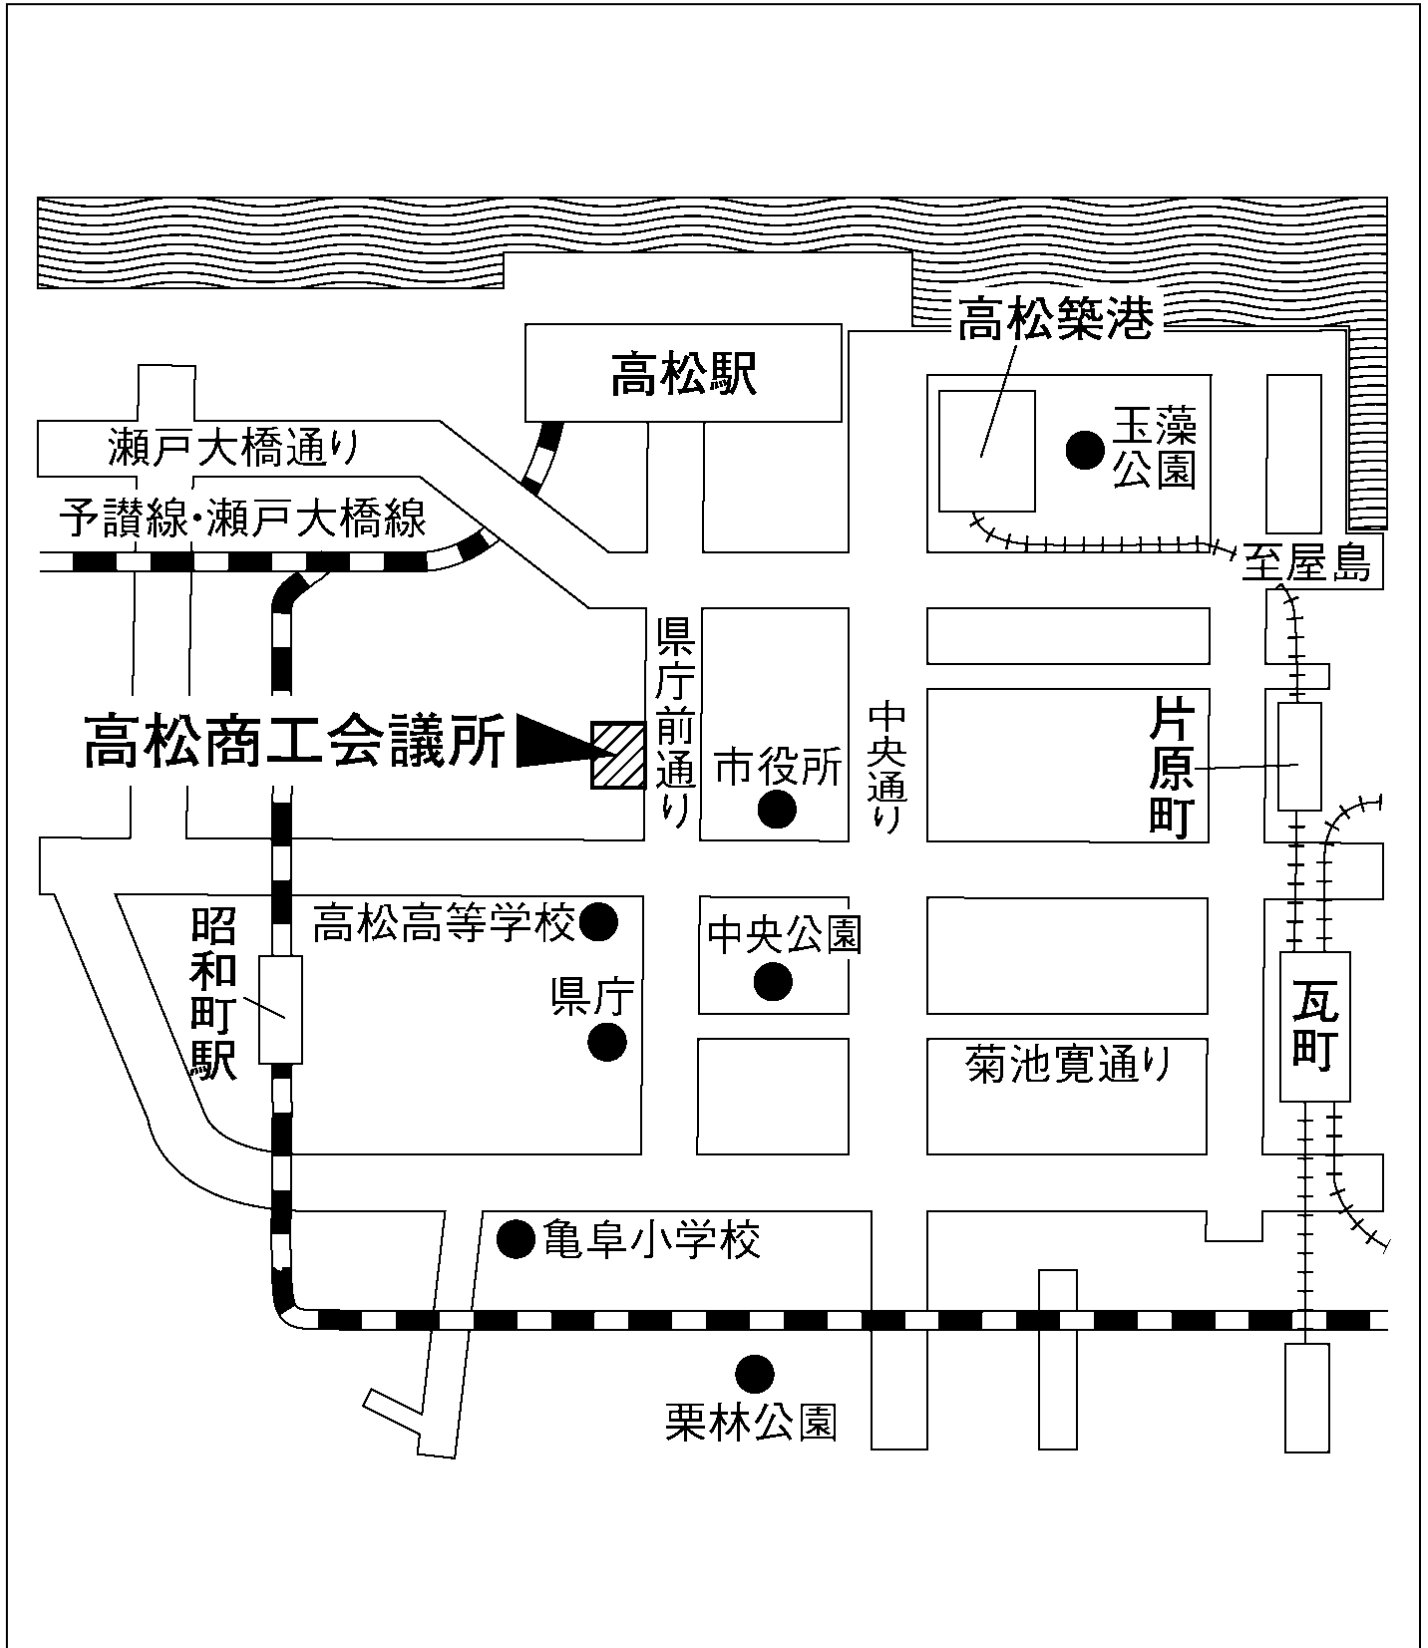 高松築港
高松駅
玉藻
公園
瀬戸大橋通り
予讃線・瀬戸大橋線
至屋島
県庁前通り
高松商工会議所
市役所
中央通り
片原町
高松高等学校
中央公園
昭和町駅
県庁
瓦町
菊池寛通り
亀阜小学校
栗林公園